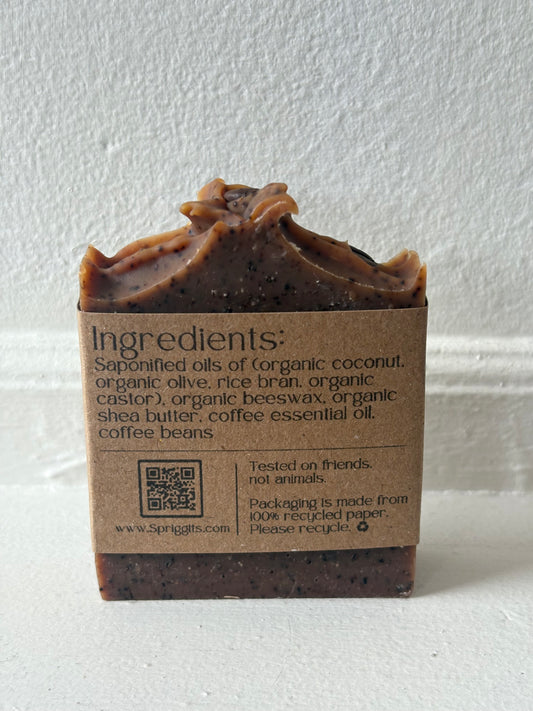 Ingredients:
Saponified oils of (organic coconut,
organic olive, rice bran, organic
castor), organic beeswax, organic
shea butter, coffee essential oil,
coffee beans
www.Spriggits.com
Tested on friends,
not animals.
Packaging is made from
100% recycled paper.
Please recycle.